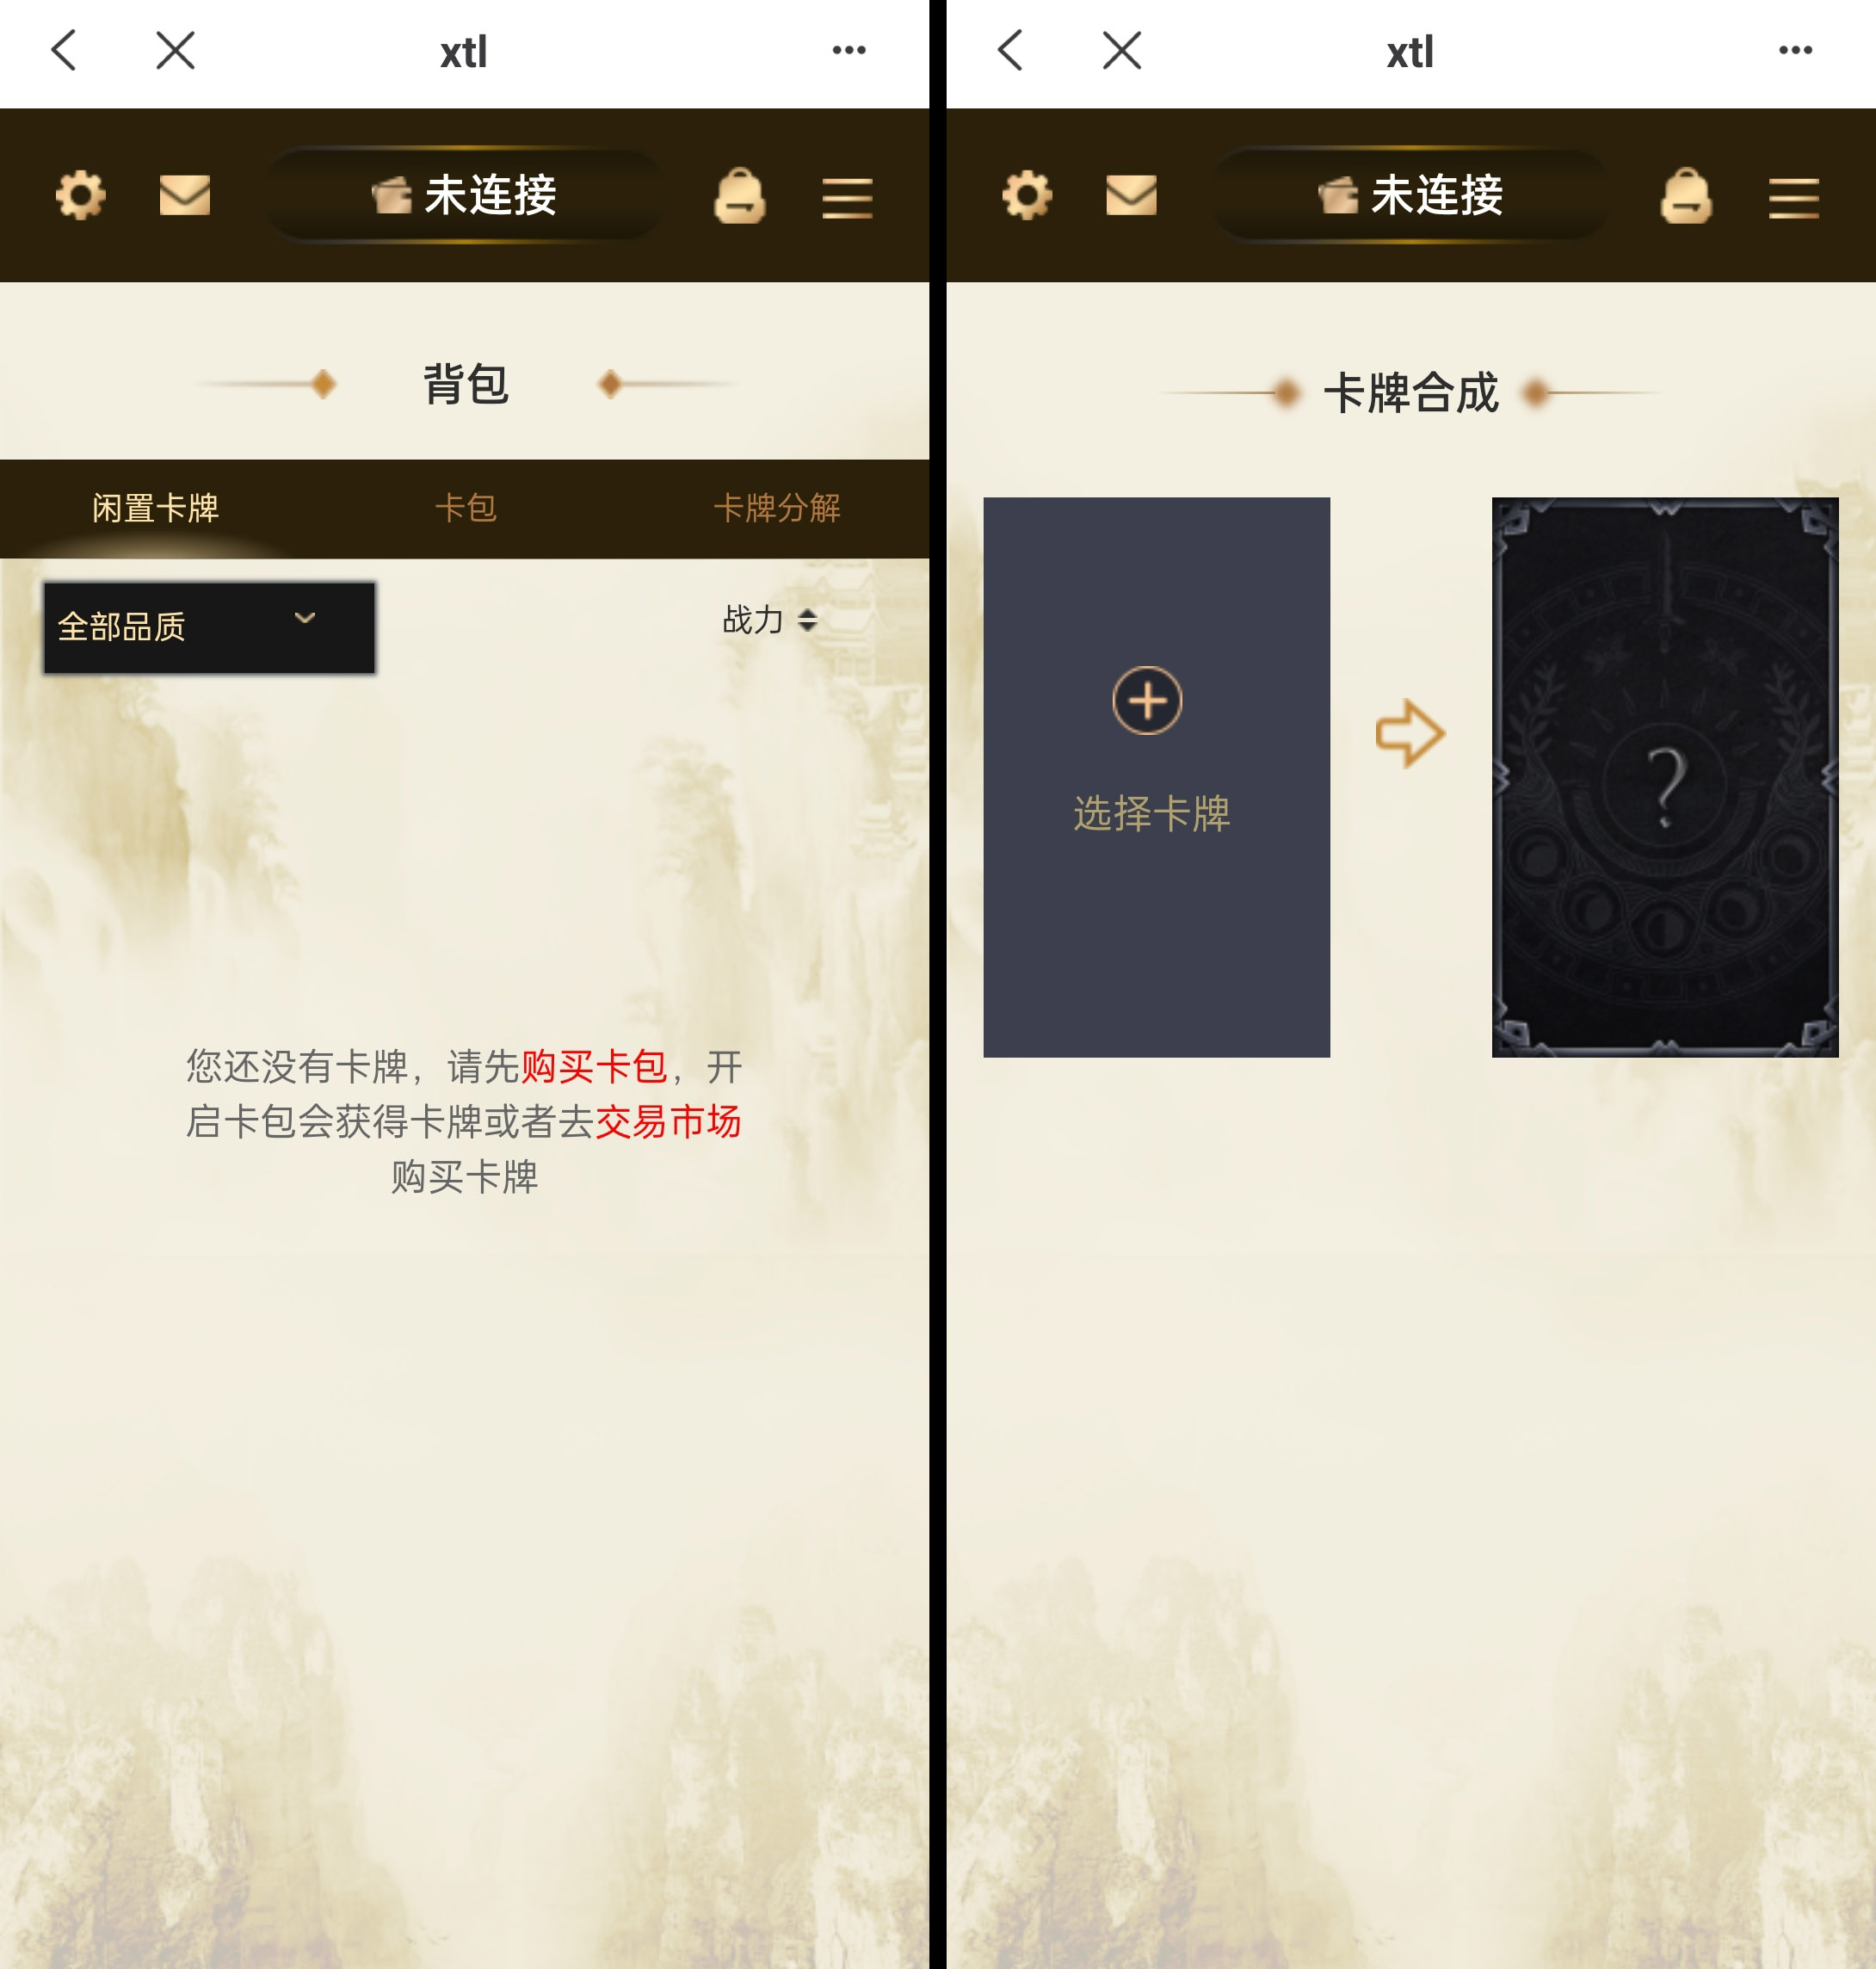 xtl
未连接
背包
闲置卡牌
卡包
卡牌分解
全部品质
战力
您还没有卡牌，请先购买卡包，开
启卡包会获得卡牌或者去交易市场
购买卡牌
xtl
未连接
卡牌合成
选择卡牌
?